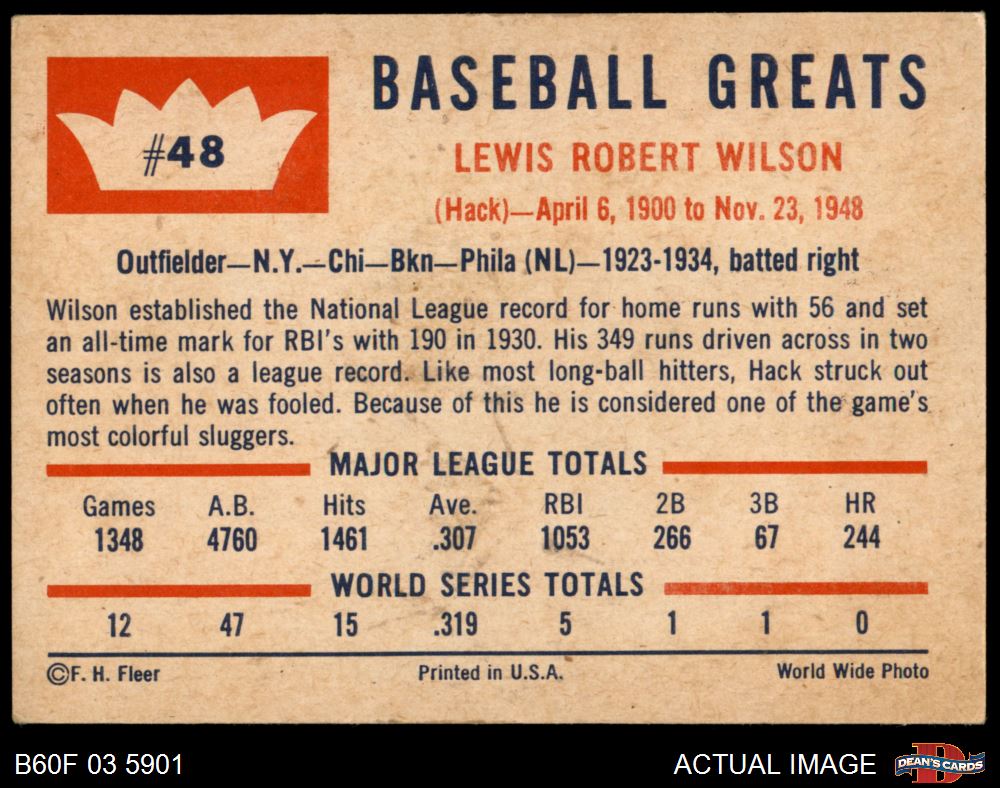 #48
BASEBALL GREATS
LEWIS ROBERT WILSON
(Hack)—April 6, 1900 to Nov. 23, 1948
Outfielder—N.Y.—Chi—Bkn—Phila (NL)—1923-1934, batted right
Wilson established the National League record for home runs with 56 and set
an all-time mark for RBI's with 190 in 1930. His 349 runs driven across in two
seasons is also a league record. Like most long-ball hitters, Hack struck out
often when he was fooled. Because of this he is considered one of the game's
most colorful sluggers.
MAJOR LEAGUE TOTALS
Games A.B. Hits Ave. RBI 2B 3B HR
1348 4760 1461 .307 1053 266 67 244
WORLD SERIES TOTALS
12 47 15 .319 5 1 1 0
©F. H. Fleer Printed in U.S.A. World Wide Photo
B60F 03 5901 ACTUAL IMAGE DEAN'S CARDS